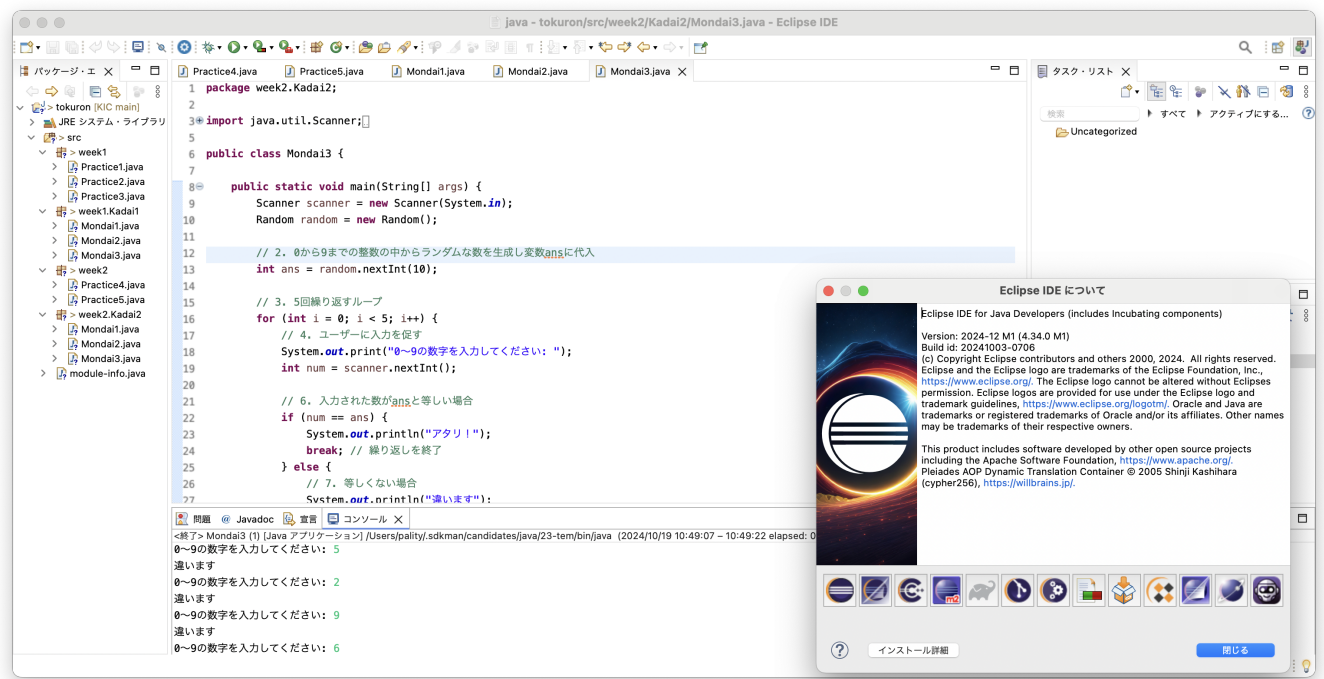 java - tokuron/src/week2/Kadai2/Mondai3.java - Eclipse IDE
パッケージ・エ
> tokuron [KIC main]
JRE システム・ライブラリ
> src
> week1
Practice1.java
Practice2.java
Practice3.java
> week1.Kadai1
Mondai1.java
Mondai2.java
Mondai3.java
> week2
Practice4.java
Practice5.java
> week2.Kadai2
Mondai1.java
Mondai2.java
Mondai3.java
module-info.java
Practice4.java Practice5.java Mondai1.java Mondai2.java Mondai3.java
1 package week2.Kadai2;
2
3 import java.util.Scanner;
5
6 public class Mondai3 {
7
8 public static void main(String[] args) {
9 Scanner scanner = new Scanner(System.in);
10 Random random = new Random();
11
12 // 2. 0から9までの整数の中からランダムな数を生成し変数ansに代入
13 int ans = random.nextInt(10);
14
15 // 3. 5回繰り返すループ
16 for (int i = 0; i < 5; i++) {
17 // 4. ユーザーに入力を促す
18 System.out.print("0〜9の数字を入力してください: ");
19 int num = scanner.nextInt();
20
21 // 6. 入力された数がansと等しい場合
22 if (num == ans) {
23 System.out.println("アタリ！");
24 break; // 繰り返しを終了
25 } else {
26 // 7. 等しくない場合
27 System.out.println("違います");
タスク・リスト
検索 すべて アクティブにする...
Uncategorized
問題 @ Javadoc 宣言 コンソール
<終了> Mondai3 (1) [Java アプリケーション] /Users/pality/.sdkman/candidates/java/23-tem/bin/java (2024/10/19 10:49:07 – 10:49:22 elapsed: 0
0〜9の数字を入力してください: 5
違います
0〜9の数字を入力してください: 2
違います
0〜9の数字を入力してください: 9
違います
0〜9の数字を入力してください: 6
Eclipse IDE について
Eclipse IDE for Java Developers (includes Incubating components)
Version: 2024-12 M1 (4.34.0 M1)
Build id: 20241003-0706
(c) Copyright Eclipse contributors and others 2000, 2024. All rights reserved.
Eclipse and the Eclipse logo are trademarks of the Eclipse Foundation, Inc.,
https://www.eclipse.org/. The Eclipse logo cannot be altered without Eclipses
permission. Eclipse logos are provided for use under the Eclipse logo and
trademark guidelines, https://www.eclipse.org/logotm/. Oracle and Java are
trademarks or registered trademarks of Oracle and/or its affiliates. Other names
may be trademarks of their respective owners.
This product includes software developed by other open source projects
including the Apache Software Foundation, https://www.apache.org/.
Pleiades AOP Dynamic Translation Container © 2005 Shinji Kashihara
(cypher256), https://willbrains.jp/.
m2
インストール詳細
閉じる